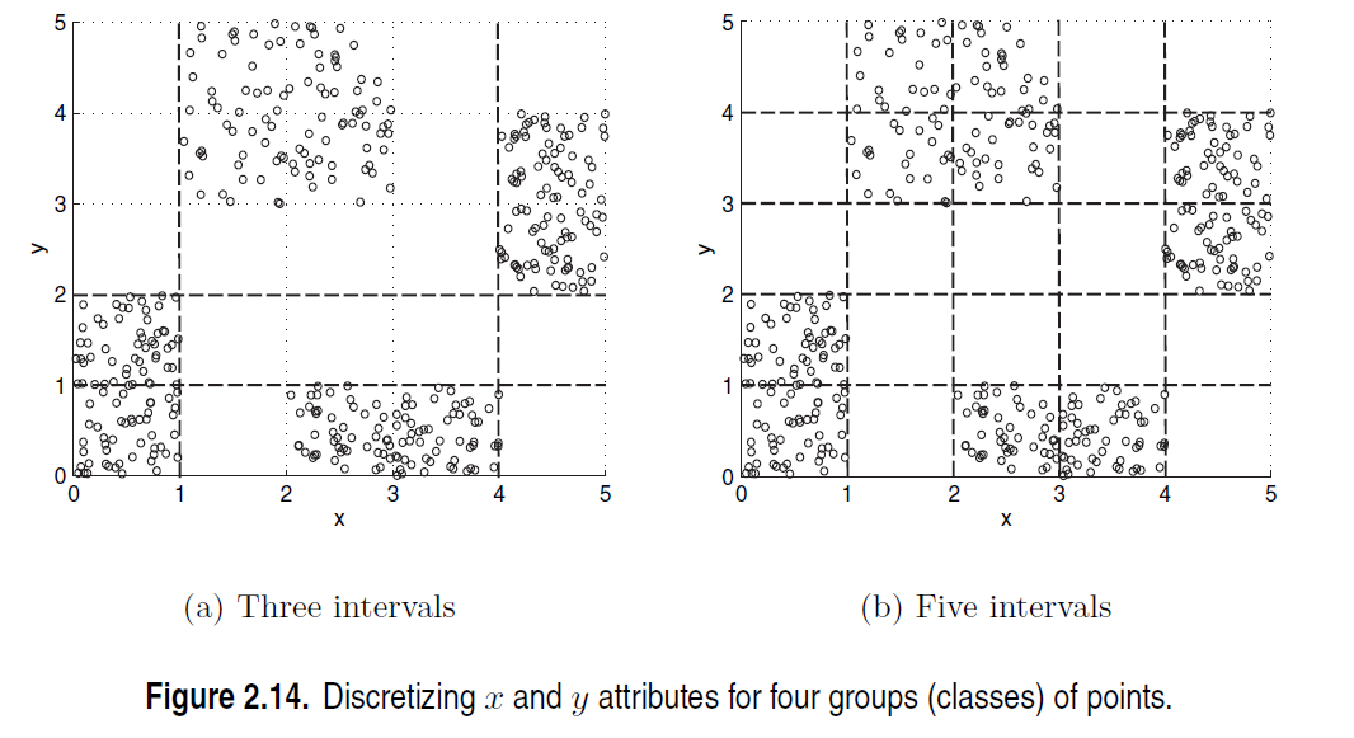 5
4
3
2
1
0
y
0 1 2 3 4 5
x
5
4
3
2
1
0
y
0 1 2 3 4 5
x
(a) Three intervals
(b) Five intervals
Figure 2.14. Discretizing x and y attributes for four groups (classes) of points.